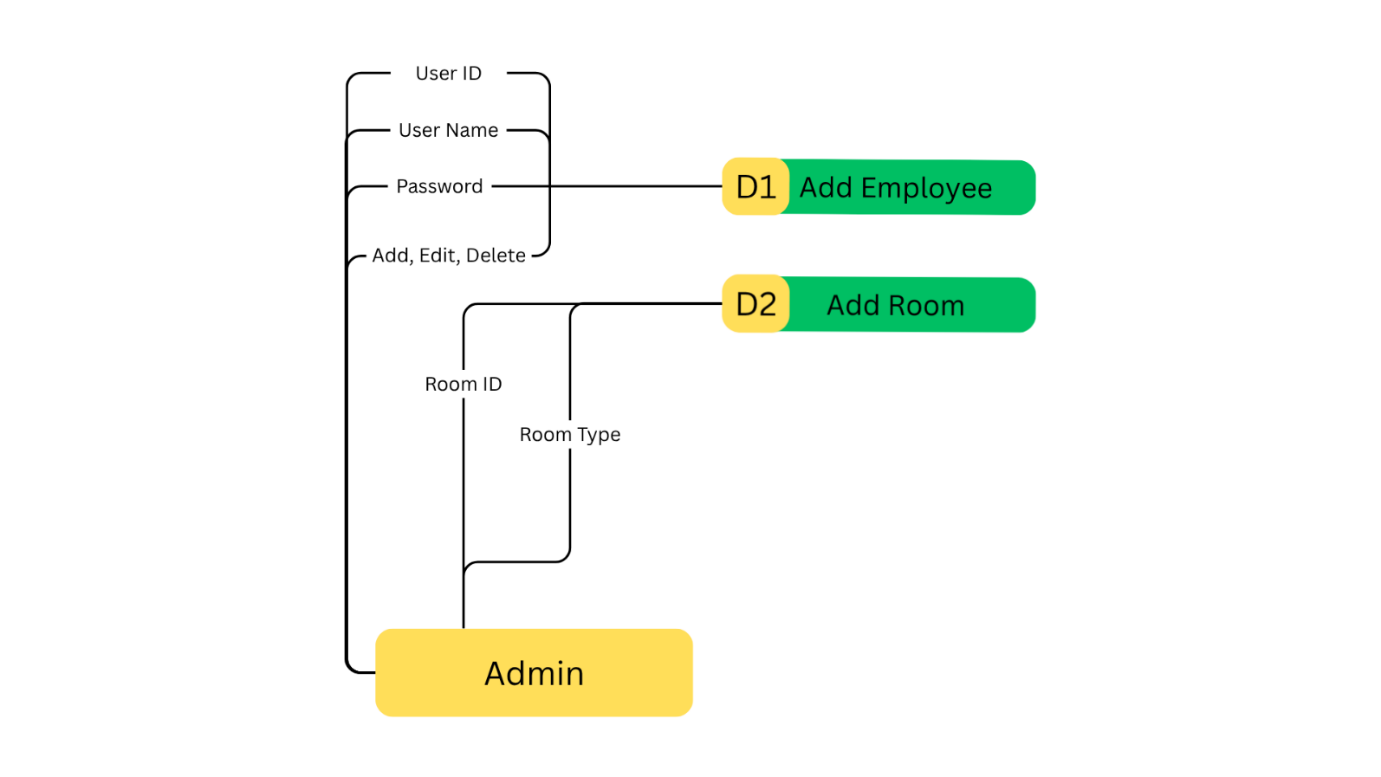 User ID
User Name
Password
D1 Add Employee
Add, Edit, Delete
D2 Add Room
Room ID
Room Type
Admin